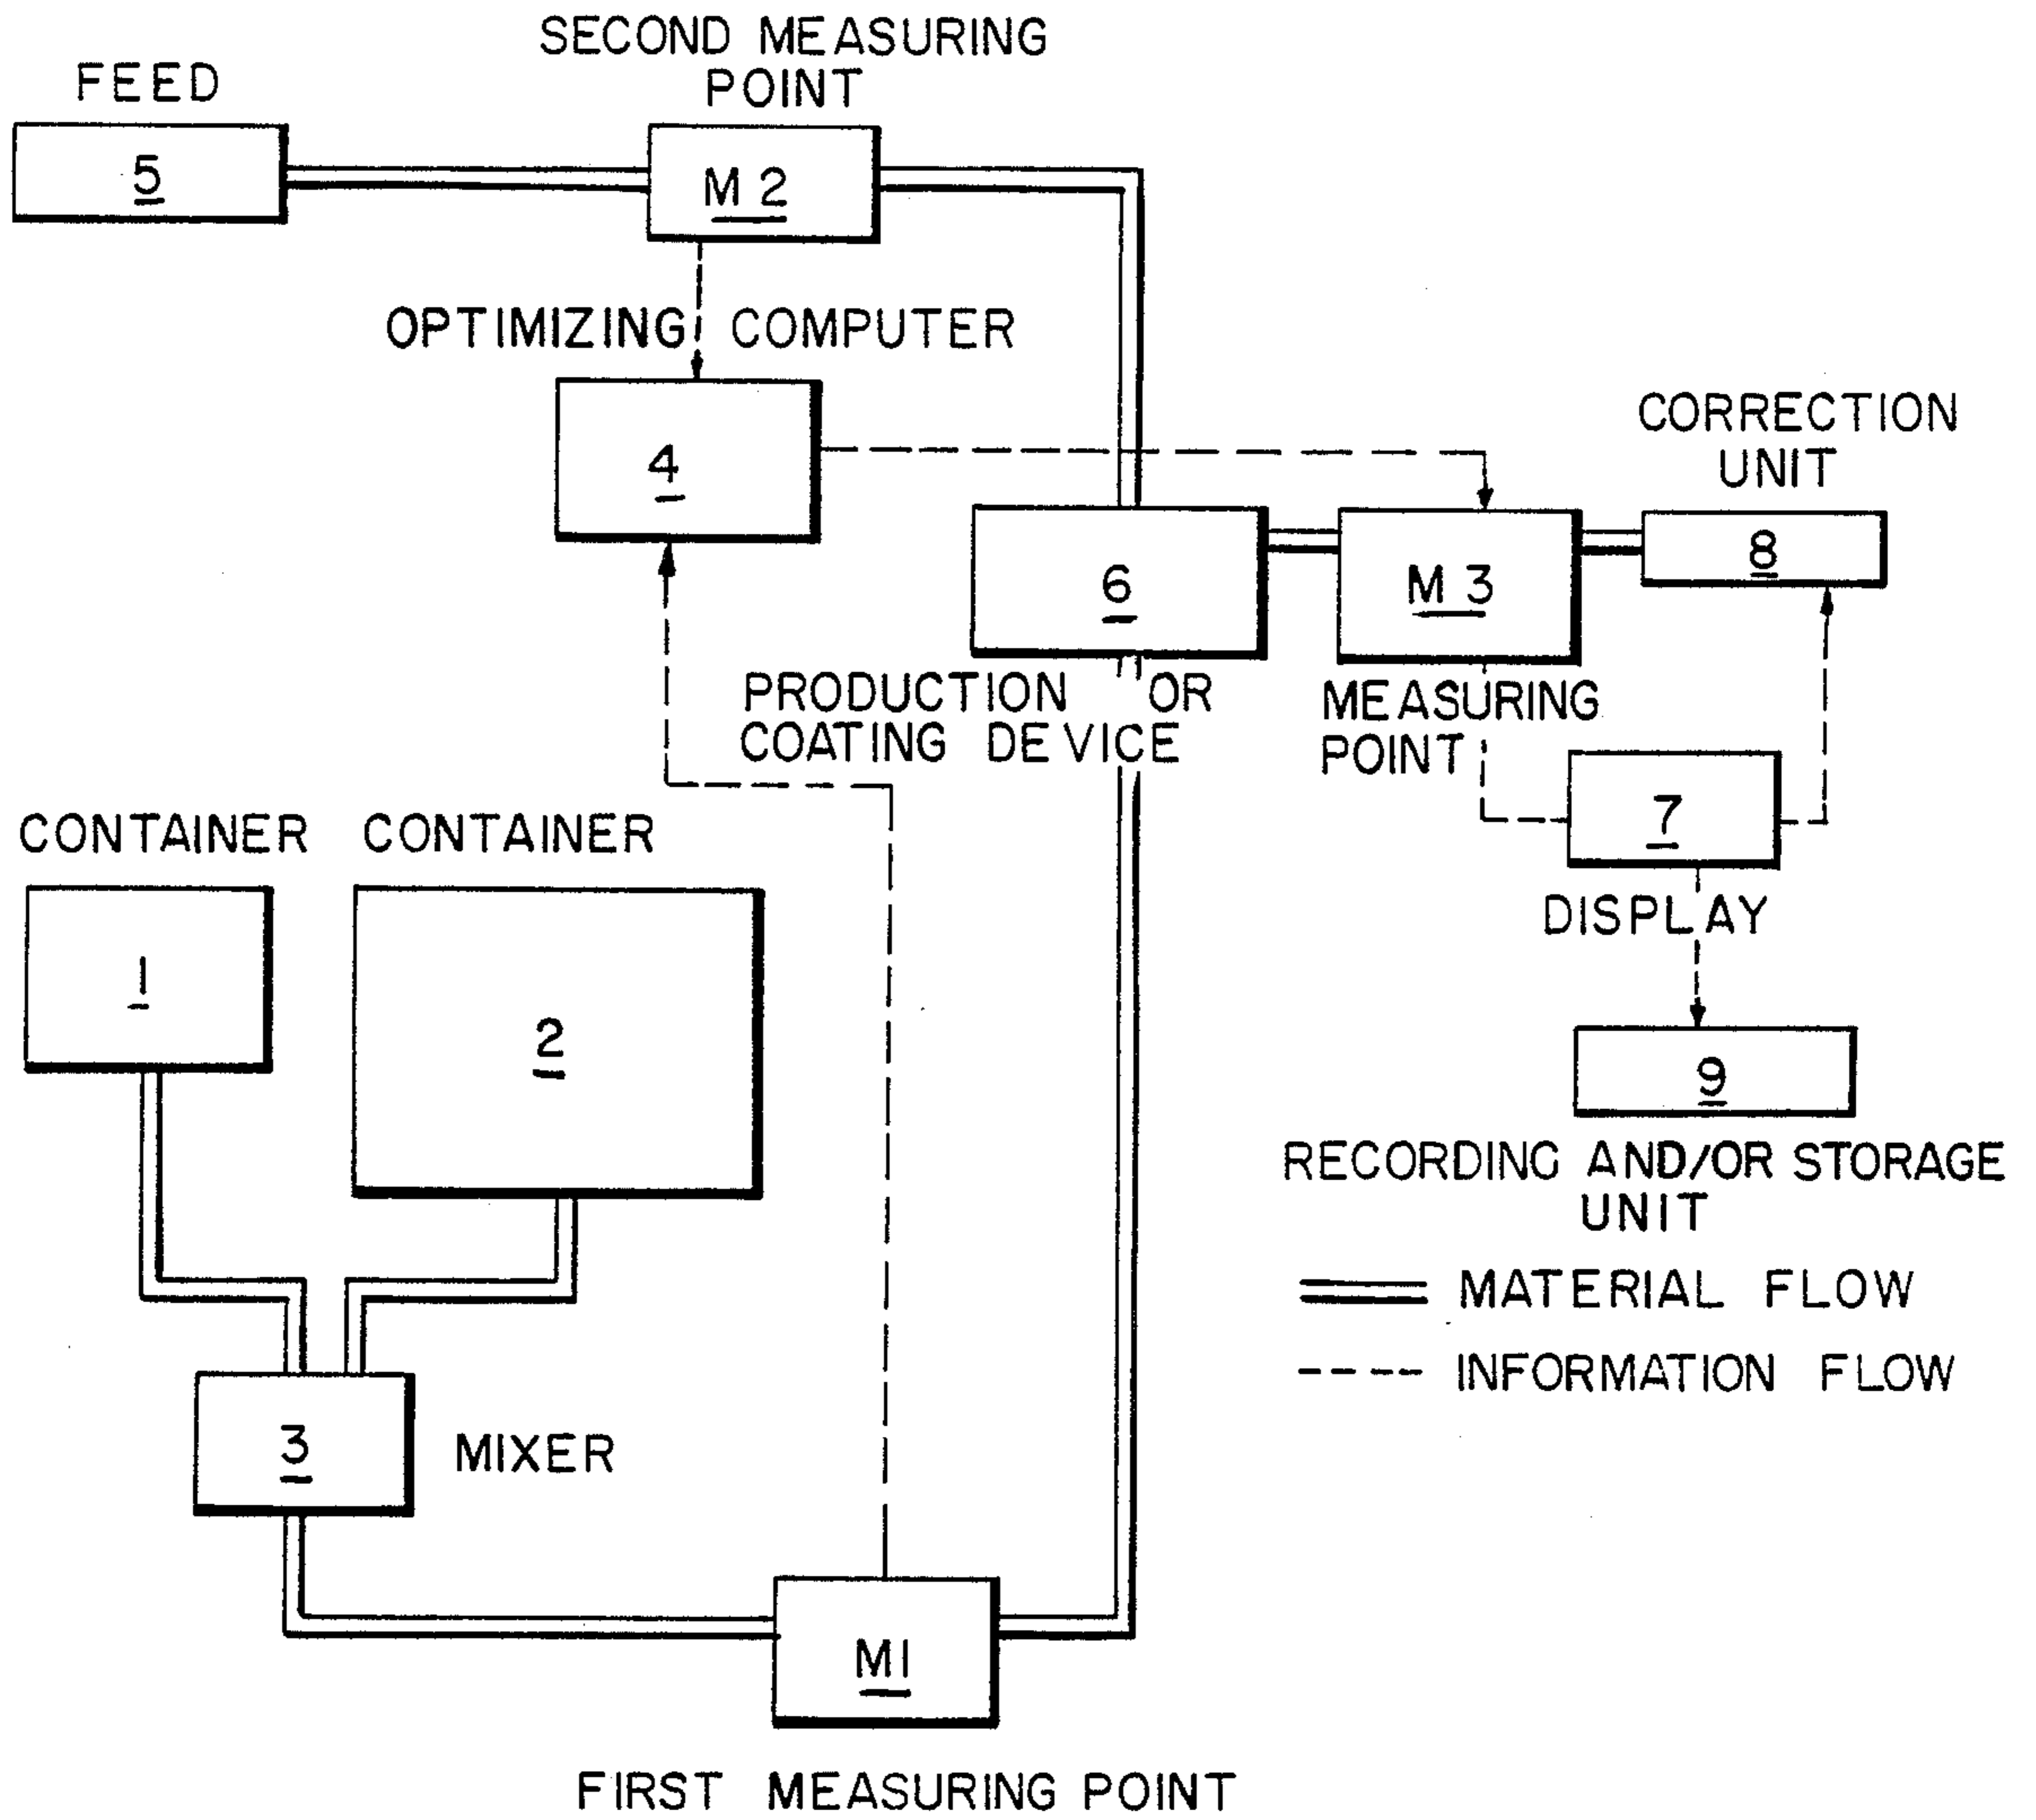 SECOND MEASURING
POINT
FEED
5
M 2
OPTIMIZING COMPUTER
4
CORRECTION
UNIT
6
M 3
8
PRODUCTION OR
COATING DEVICE
MEASURING
POINT
7
CONTAINER
CONTAINER
DISPLAY
1
2
9
RECORDING AND/OR STORAGE
UNIT
MATERIAL FLOW
INFORMATION FLOW
3
MIXER
M1
FIRST MEASURING POINT